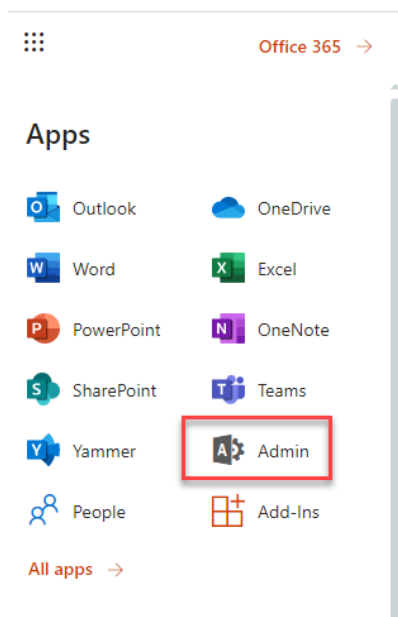 Office 365 →
Apps
Outlook OneDrive
Word Excel
PowerPoint OneNote
SharePoint Teams
Yammer Admin
People Add-Ins
All apps →